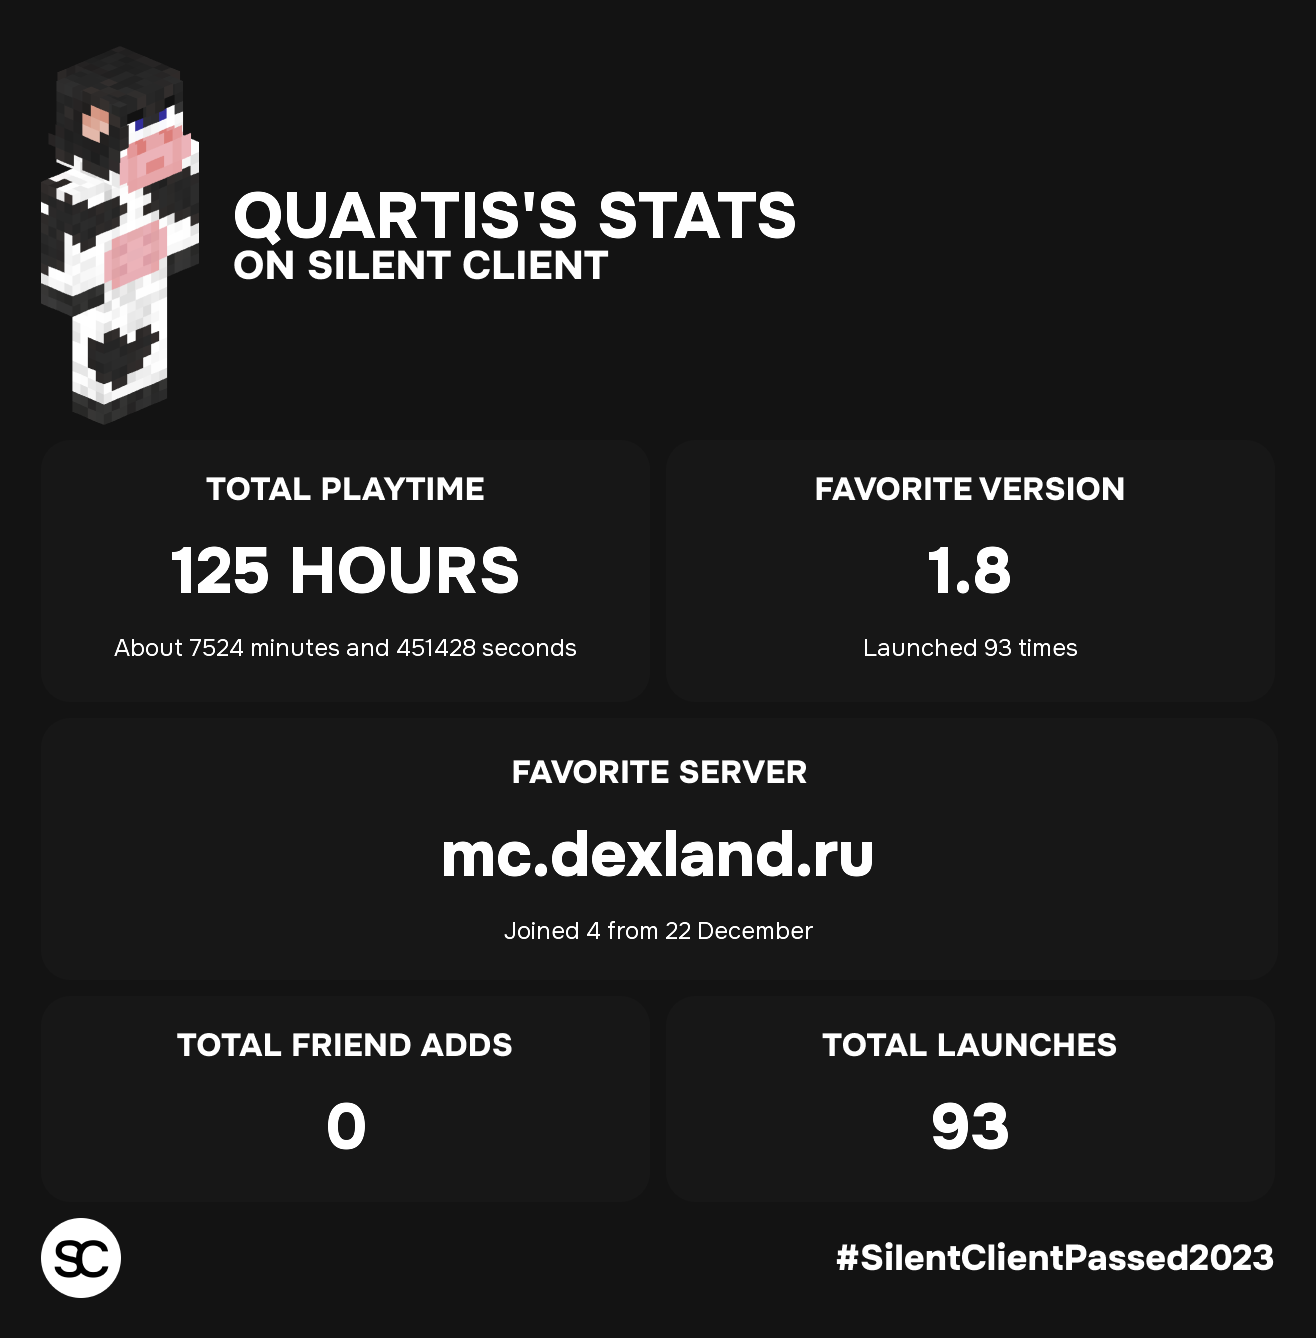 QUARTIS'S STATS
ON SILENT CLIENT
TOTAL PLAYTIME
125 HOURS
About 7524 minutes and 451428 seconds
FAVORITE VERSION
1.8
Launched 93 times
FAVORITE SERVER
mc.dexland.ru
Joined 4 from 22 December
TOTAL FRIEND ADDS
0
TOTAL LAUNCHES
93
SC
#SilentClientPassed2023